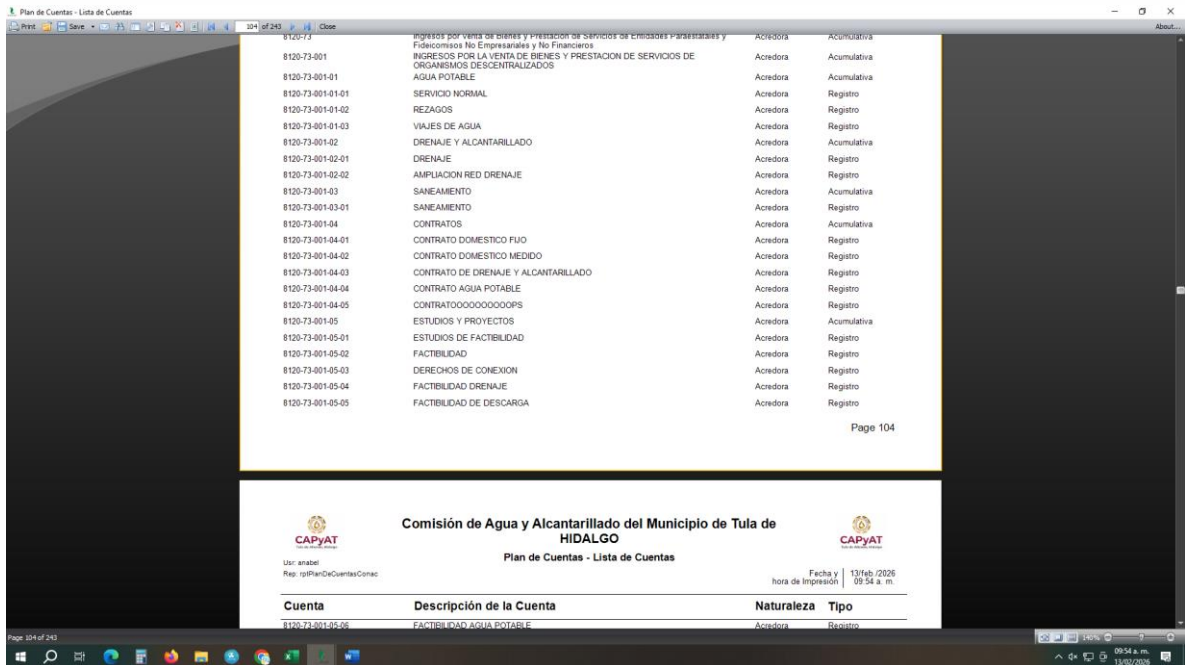 Plan de Cuentas - Lista de Cuentas
Print Save 104 of 243 Close About...
8120-73 Ingresos por Venta de Bienes y Prestación de Servicios de Entidades Paraestatales y Acredora Acumulativa
Fideicomisos No Empresariales y No Financieros
8120-73-001 INGRESOS POR LA VENTA DE BIENES Y PRESTACION DE SERVICIOS DE Acredora Acumulativa
ORGANISMOS DESCENTRALIZADOS
8120-73-001-01 AGUA POTABLE Acredora Acumulativa
8120-73-001-01-01 SERVICIO NORMAL Acredora Registro
8120-73-001-01-02 REZAGOS Acredora Registro
8120-73-001-01-03 VIAJES DE AGUA Acredora Registro
8120-73-001-02 DRENAJE Y ALCANTARILLADO Acredora Acumulativa
8120-73-001-02-01 DRENAJE Acredora Registro
8120-73-001-02-02 AMPLIACION RED DRENAJE Acredora Registro
8120-73-001-03 SANEAMIENTO Acredora Acumulativa
8120-73-001-03-01 SANEAMIENTO Acredora Registro
8120-73-001-04 CONTRATOS Acredora Acumulativa
8120-73-001-04-01 CONTRATO DOMESTICO FIJO Acredora Registro
8120-73-001-04-02 CONTRATO DOMESTICO MEDIDO Acredora Registro
8120-73-001-04-03 CONTRATO DE DRENAJE Y ALCANTARILLADO Acredora Registro
8120-73-001-04-04 CONTRATO AGUA POTABLE Acredora Registro
8120-73-001-04-05 CONTRATOOOOOOOOOOPS Acredora Registro
8120-73-001-05 ESTUDIOS Y PROYECTOS Acredora Acumulativa
8120-73-001-05-01 ESTUDIOS DE FACTIBILIDAD Acredora Registro
8120-73-001-05-02 FACTIBILIDAD Acredora Registro
8120-73-001-05-03 DERECHOS DE CONEXION Acredora Registro
8120-73-001-05-04 FACTIBILIDAD DRENAJE Acredora Registro
8120-73-001-05-05 FACTIBILIDAD DE DESCARGA Acredora Registro
Page 104
Comisión de Agua y Alcantarillado del Municipio de Tula de
HIDALGO
CAPyAT CAPyAT
Plan de Cuentas - Lista de Cuentas
Usr: anabel
Rep: rptPlanDeCuentasConac
Fecha y 13/feb./2026
hora de Impresión 09:54 a. m.
Cuenta Descripción de la Cuenta Naturaleza Tipo
8120-73-001-05-06 FACTIBILIDAD AGUA POTABLE Acredora Registro
Page 104 of 243 140%
09:54 a. m.
13/02/2026